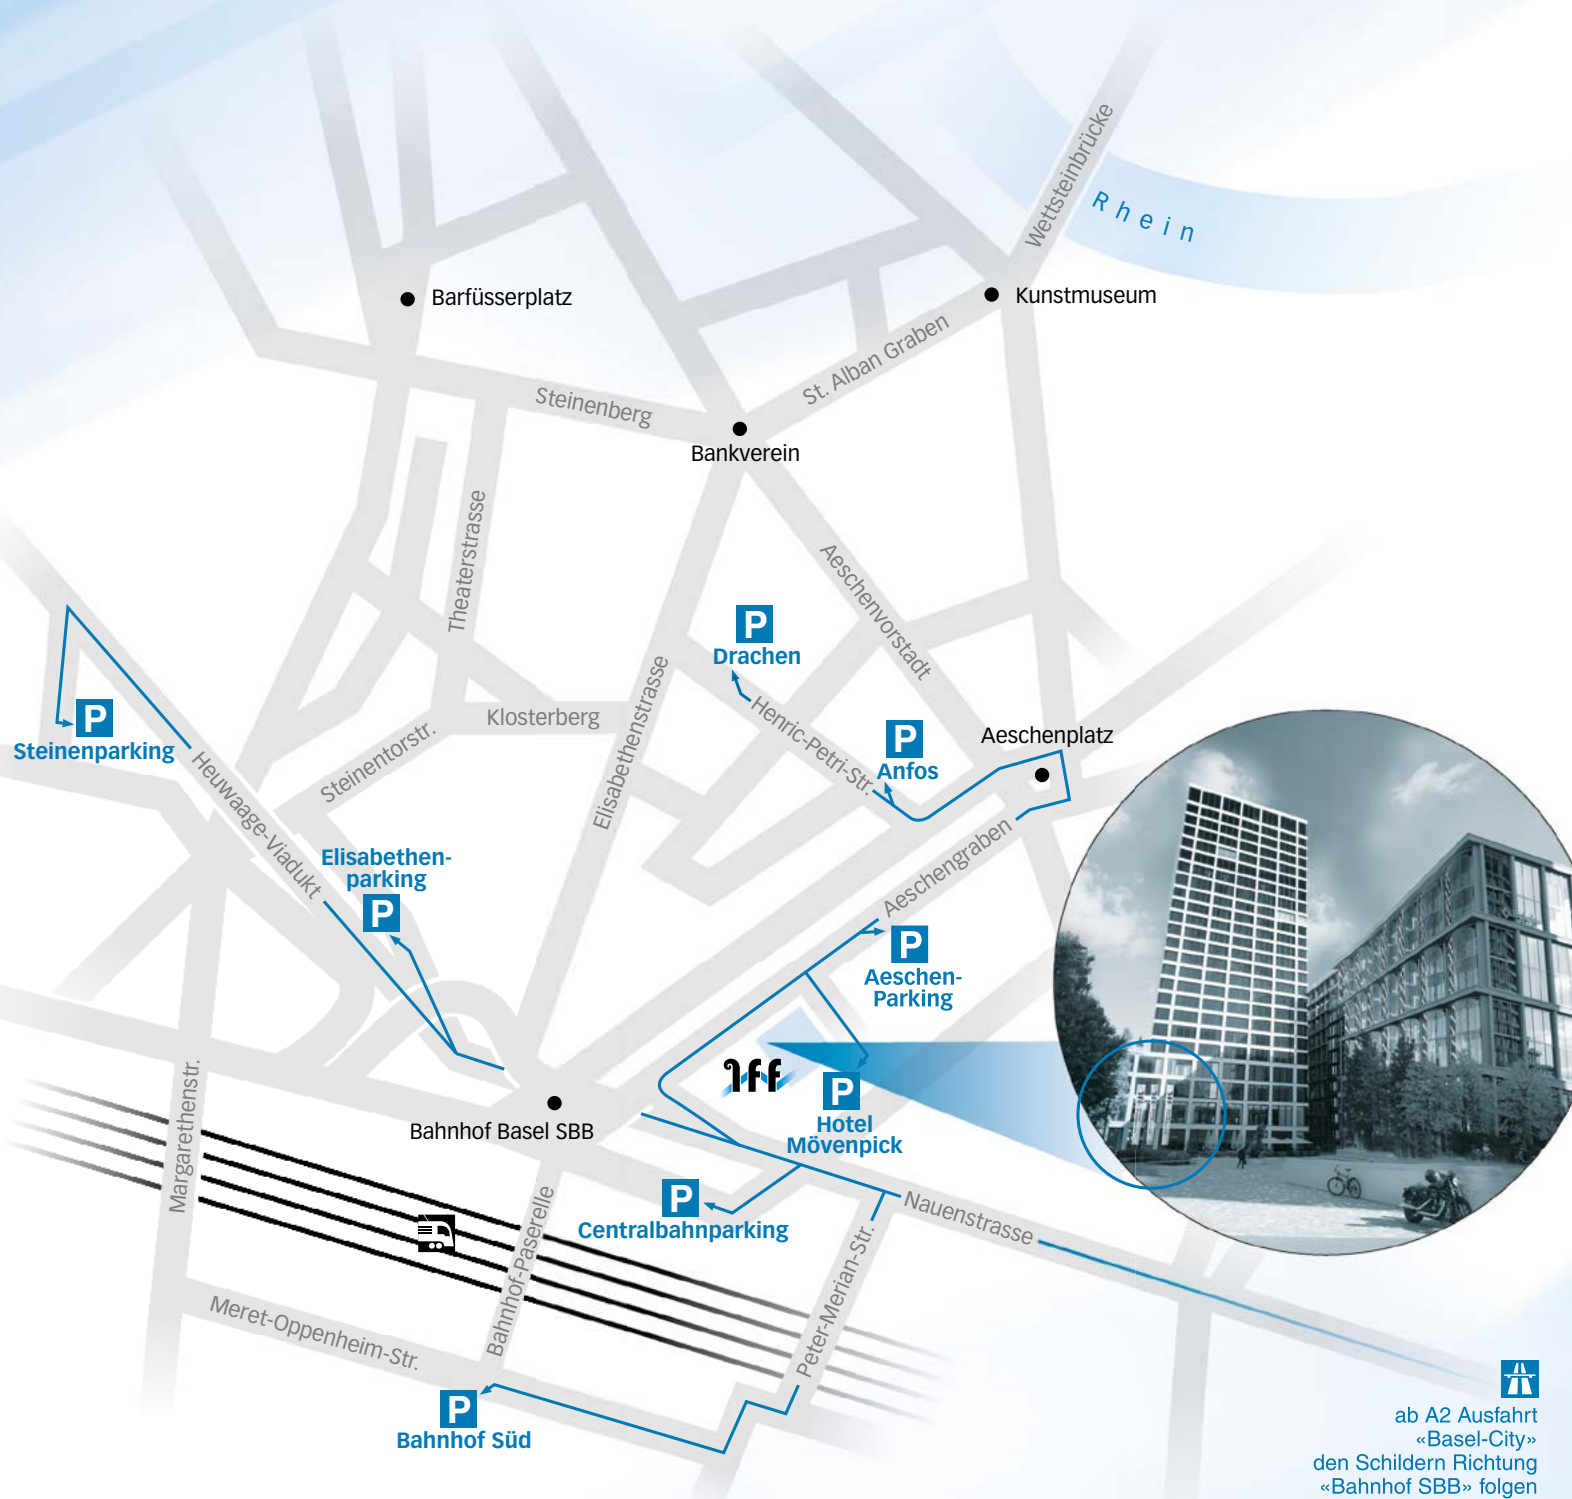 Wettsteinbrücke
Rhein
Barfüsserplatz
Kunstmuseum
St. Alban Graben
Steinenberg
Bankverein
Theaterstrasse
Aeschenvorstadt
P
Drachen
Elisabethenstrasse
Henric-Petri-Str.
P
Steinenparking
Klosterberg
Steinentorstr.
P
Anfos
Aeschenplatz
Heuwaage-Viadukt
Elisabethen-
parking
P
Aeschengraben
P
Aeschen-
Parking
Iff
P
Hotel
Mövenpick
Bahnhof Basel SBB
Margarethenstr.
P
Centralbahnparking
Nauenstrasse
Bahnhof-Paserelle
Peter-Merian-Str.
Meret-Oppenheim-Str.
P
Bahnhof Süd
ab A2 Ausfahrt
«Basel-City»
den Schildern Richtung
«Bahnhof SBB» folgen